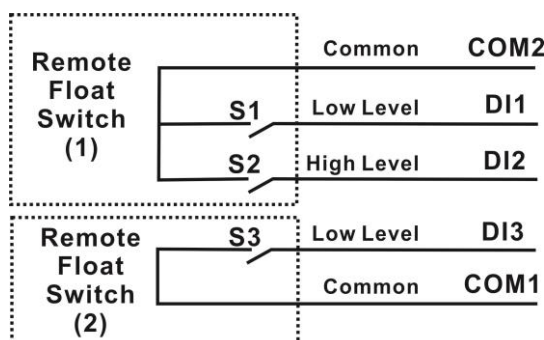 Remote
Float
Switch
(1)
Common COM2
S1 Low Level DI1
S2 High Level DI2
Remote
Float
Switch
(2)
S3 Low Level DI3
Common COM1